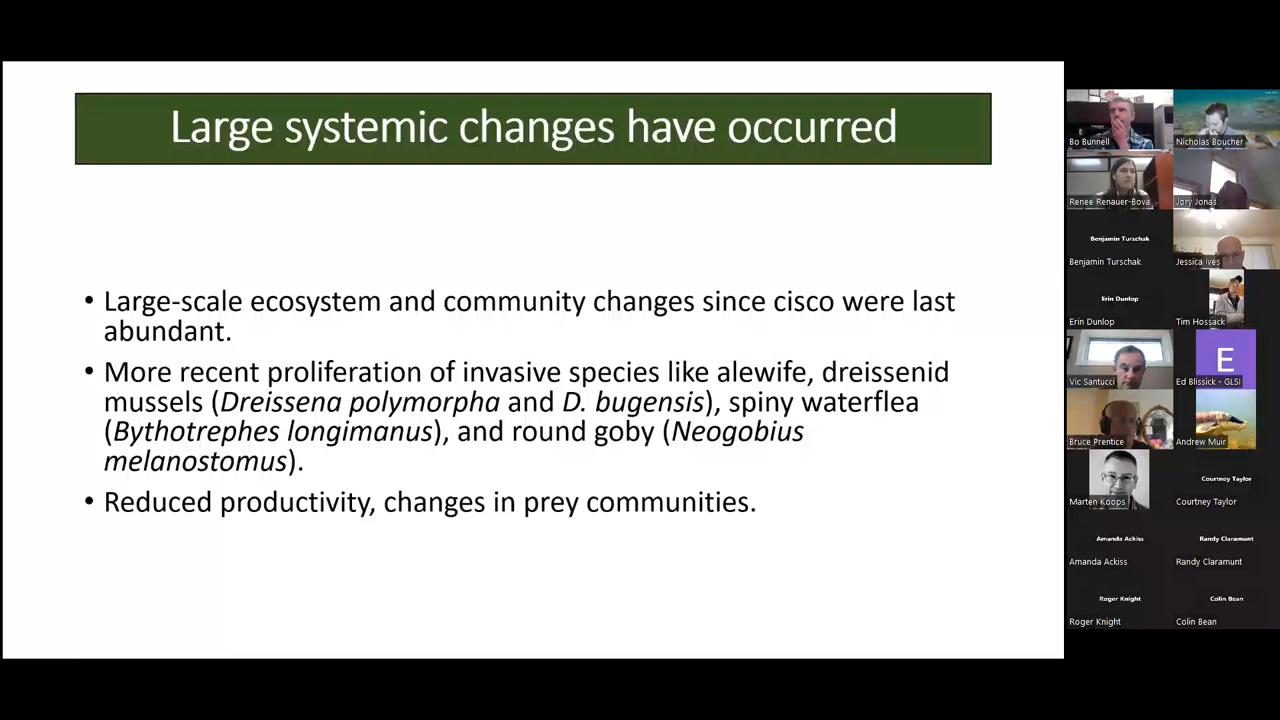 Large systemic changes have occurred
• Large-scale ecosystem and community changes since cisco were last
abundant.
• More recent proliferation of invasive species like alewife, dreissenid
mussels (Dreissena polymorpha and D. bugensis), spiny waterflea
(Bythotrephes longimanus), and round goby (Neogobius
melanostomus).
• Reduced productivity, changes in prey communities.
Bo Bunnell
Nicholas Boucher
Renee Renauer-Bova
Jory Jonas
Benjamin Turschak
Benjamin Turschak
Jessica Ives
Erin Dunlop
Erin Dunlop
Tim Hossack
Vic Santucci
E
Ed Blissick - GLSI
Bruce Prentice
Andrew Muir
Marten Koops
Courtney Taylor
Courtney Taylor
Amanda Ackiss
Amanda Ackiss
Randy Claramunt
Randy Claramunt
Roger Knight
Roger Knight
Colin Bean
Colin Bean